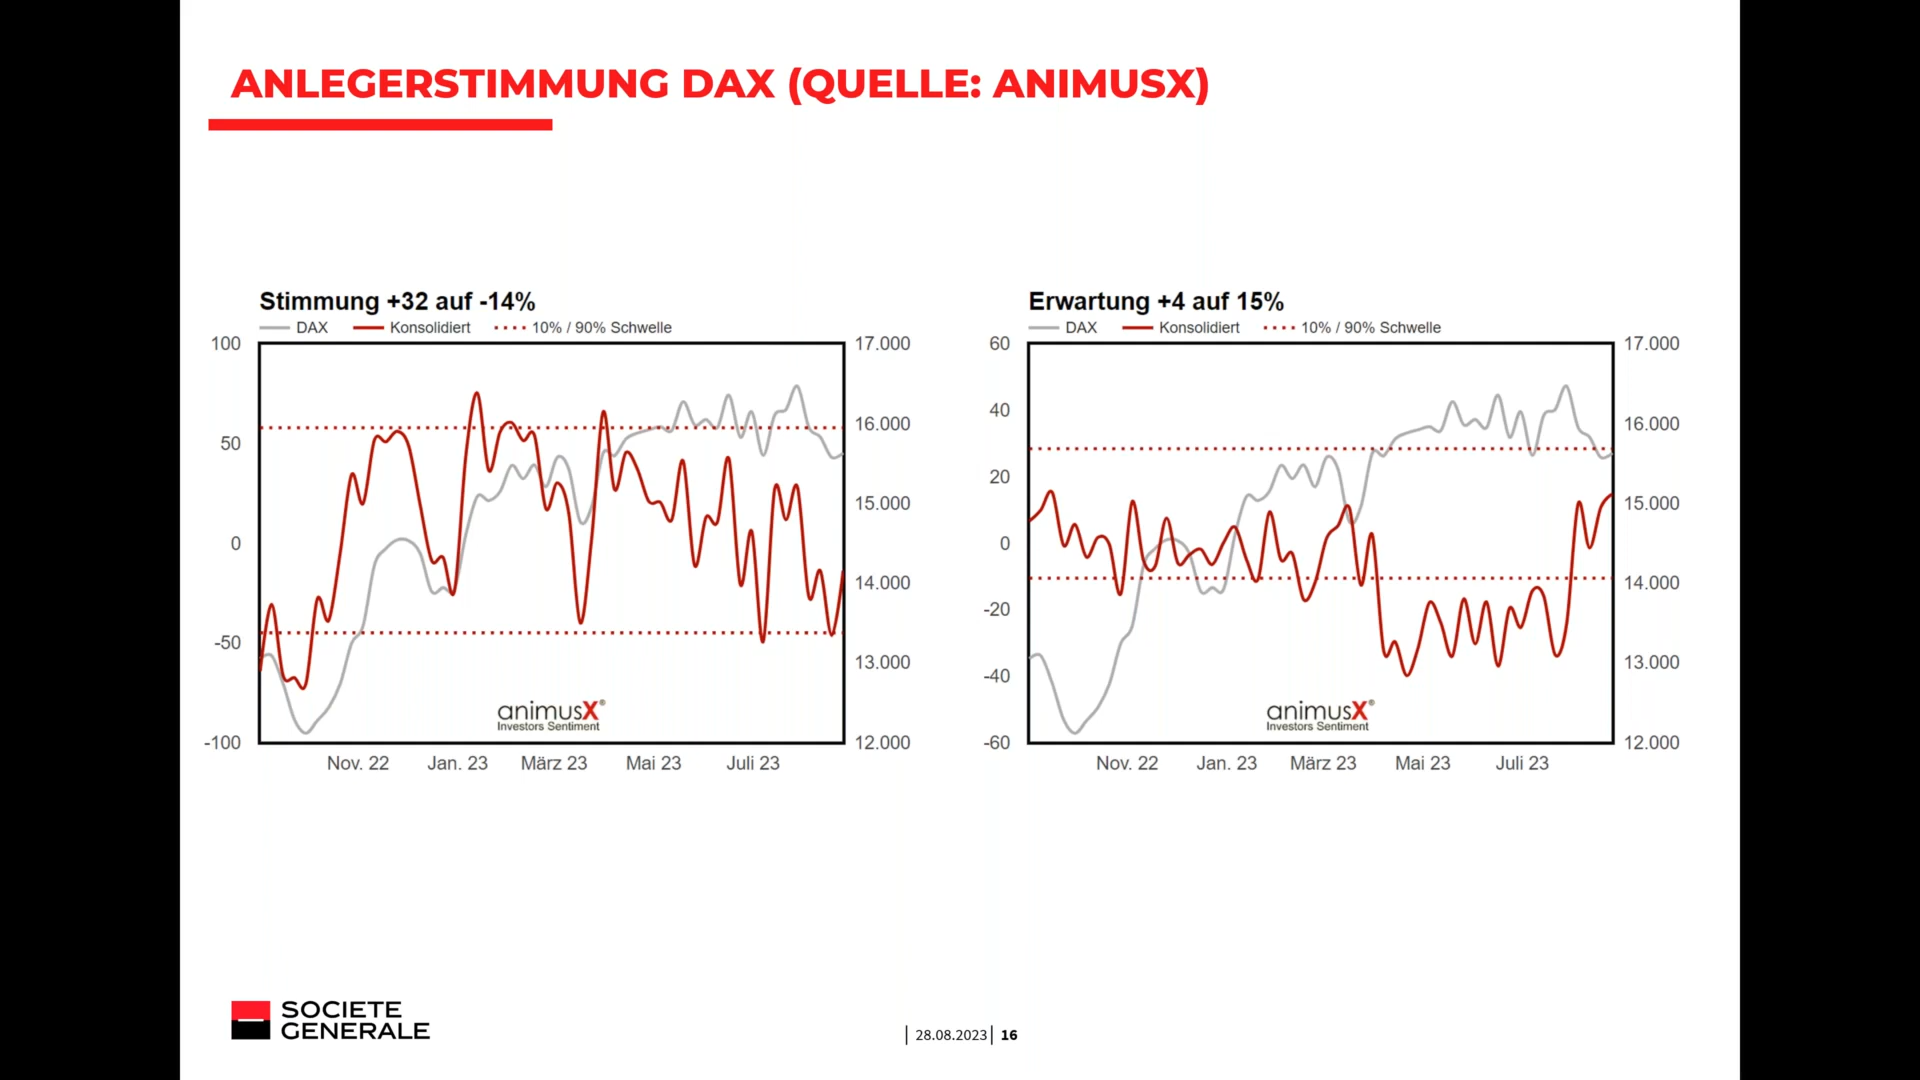 ANLEGERSTIMMUNG DAX (QUELLE: ANIMUSX)
Stimmung +32 auf -14%
DAX Konsolidiert 10% / 90% Schwelle
100
50
0
-50
-100
17.000
16.000
15.000
14.000
13.000
12.000
animusX®
Investors Sentiment
Nov. 22 Jan. 23 März 23 Mai 23 Juli 23
Erwartung +4 auf 15%
DAX Konsolidiert 10% / 90% Schwelle
60
40
20
0
-20
-40
-60
17.000
16.000
15.000
14.000
13.000
12.000
animusX®
Investors Sentiment
Nov. 22 Jan. 23 März 23 Mai 23 Juli 23
SOCIETE
GENERALE
| 28.08.2023 | 16